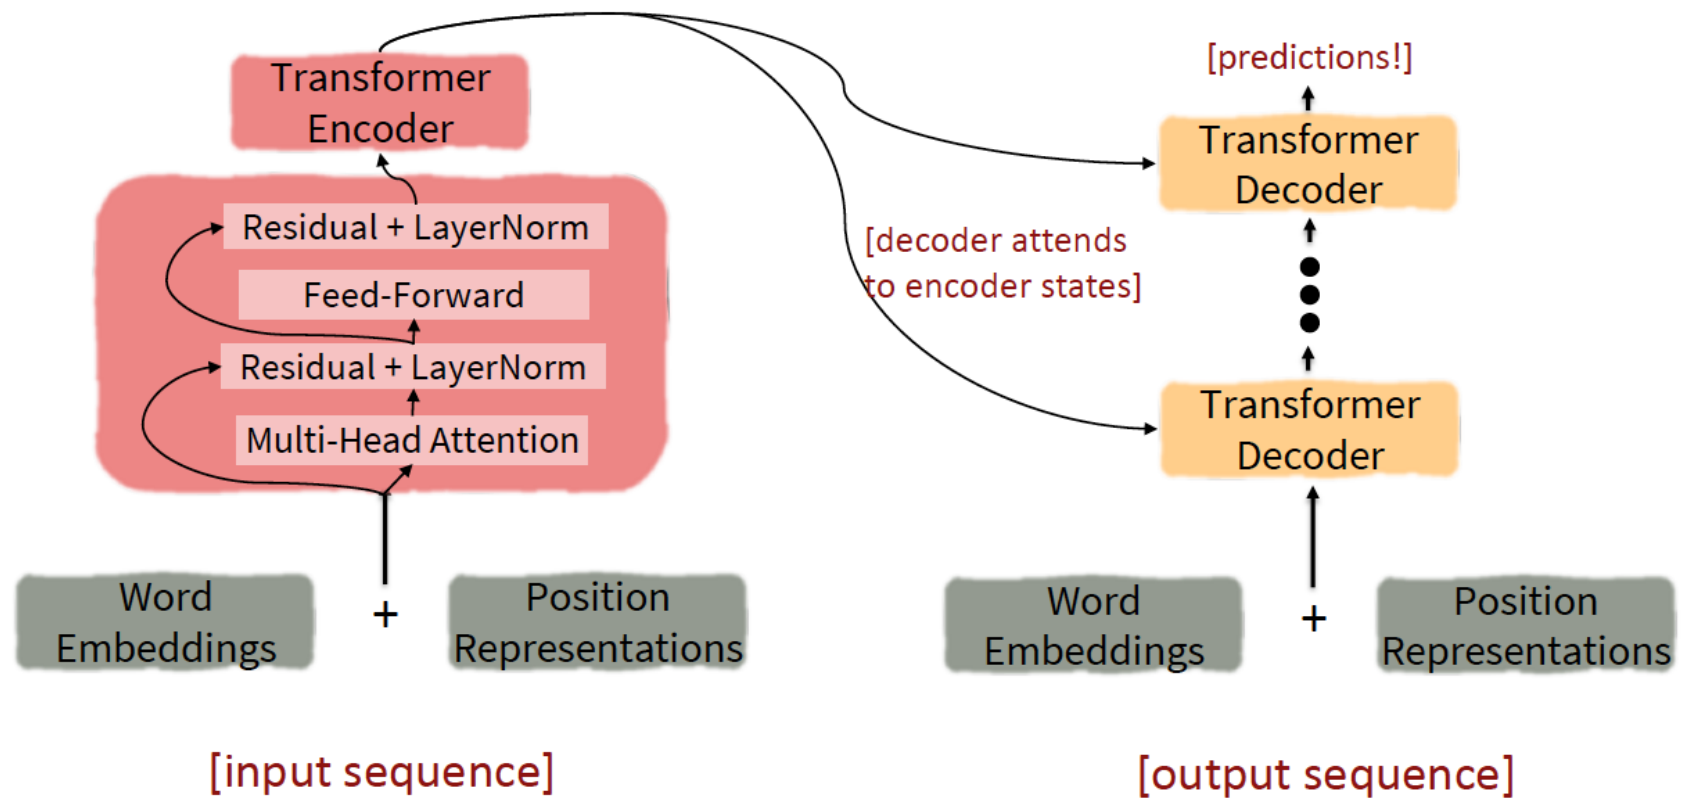 Transformer
Encoder
Residual + LayerNorm
Feed-Forward
Residual + LayerNorm
Multi-Head Attention
Word
Embeddings
+
Position
Representations
[input sequence]
[decoder attends
to encoder states]
[predictions!]
Transformer
Decoder
Transformer
Decoder
Word
Embeddings
+
Position
Representations
[output sequence]